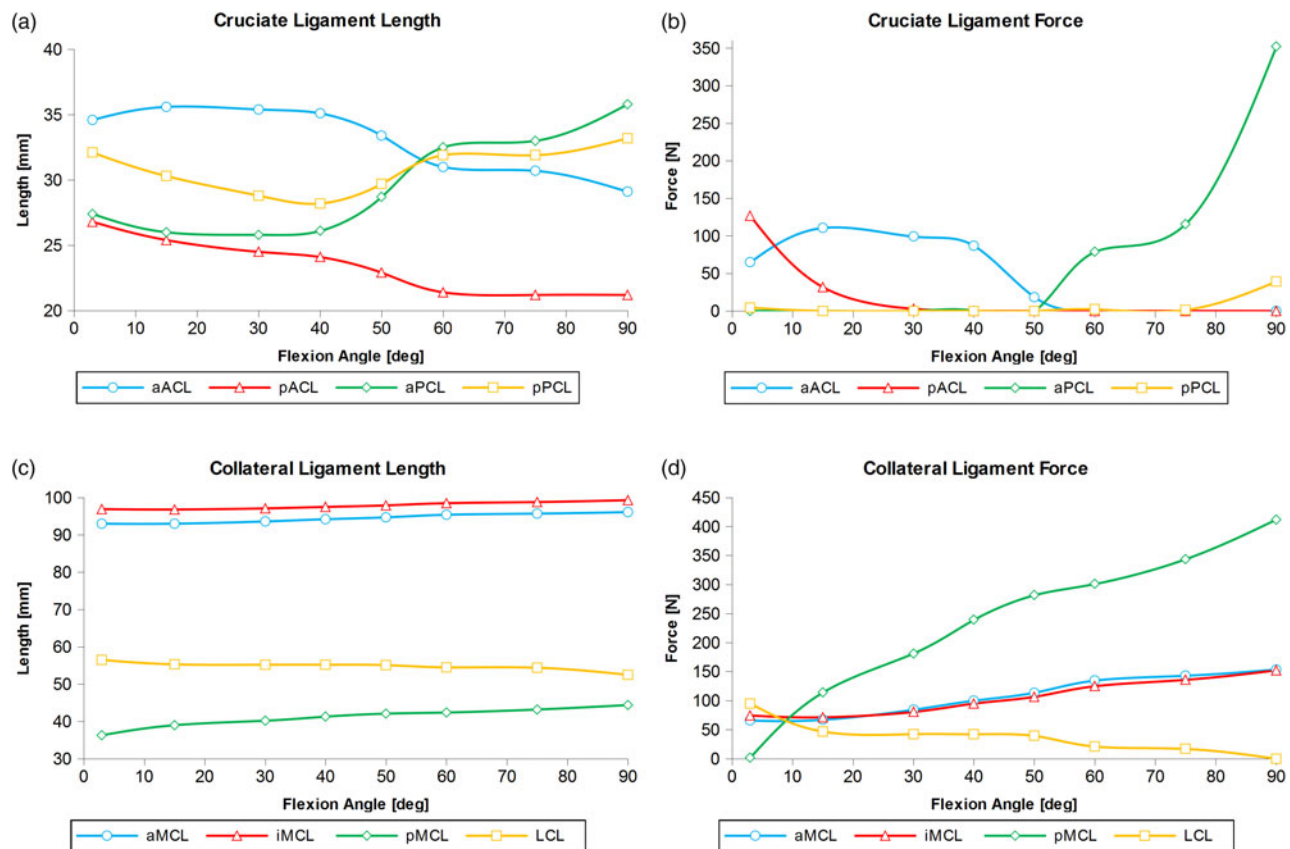 (a)
Cruciate Ligament Length
40
35
30
25
20
Length [mm]
0 10 20 30 40 50 60 70 80 90
Flexion Angle [deg]
aACL pACL aPCL pPCL
(b)
Cruciate Ligament Force
350
300
250
200
150
100
50
0
Force [N]
0 10 20 30 40 50 60 70 80 90
Flexion Angle [deg]
aACL pACL aPCL pPCL
(c)
Collateral Ligament Length
100
90
80
70
60
50
40
30
Length [mm]
0 10 20 30 40 50 60 70 80 90
Flexion Angle [deg]
aMCL iMCL pMCL LCL
(d)
Collateral Ligament Force
450
400
350
300
250
200
150
100
50
0
Force [N]
0 10 20 30 40 50 60 70 80 90
Flexion Angle [deg]
aMCL iMCL pMCL LCL